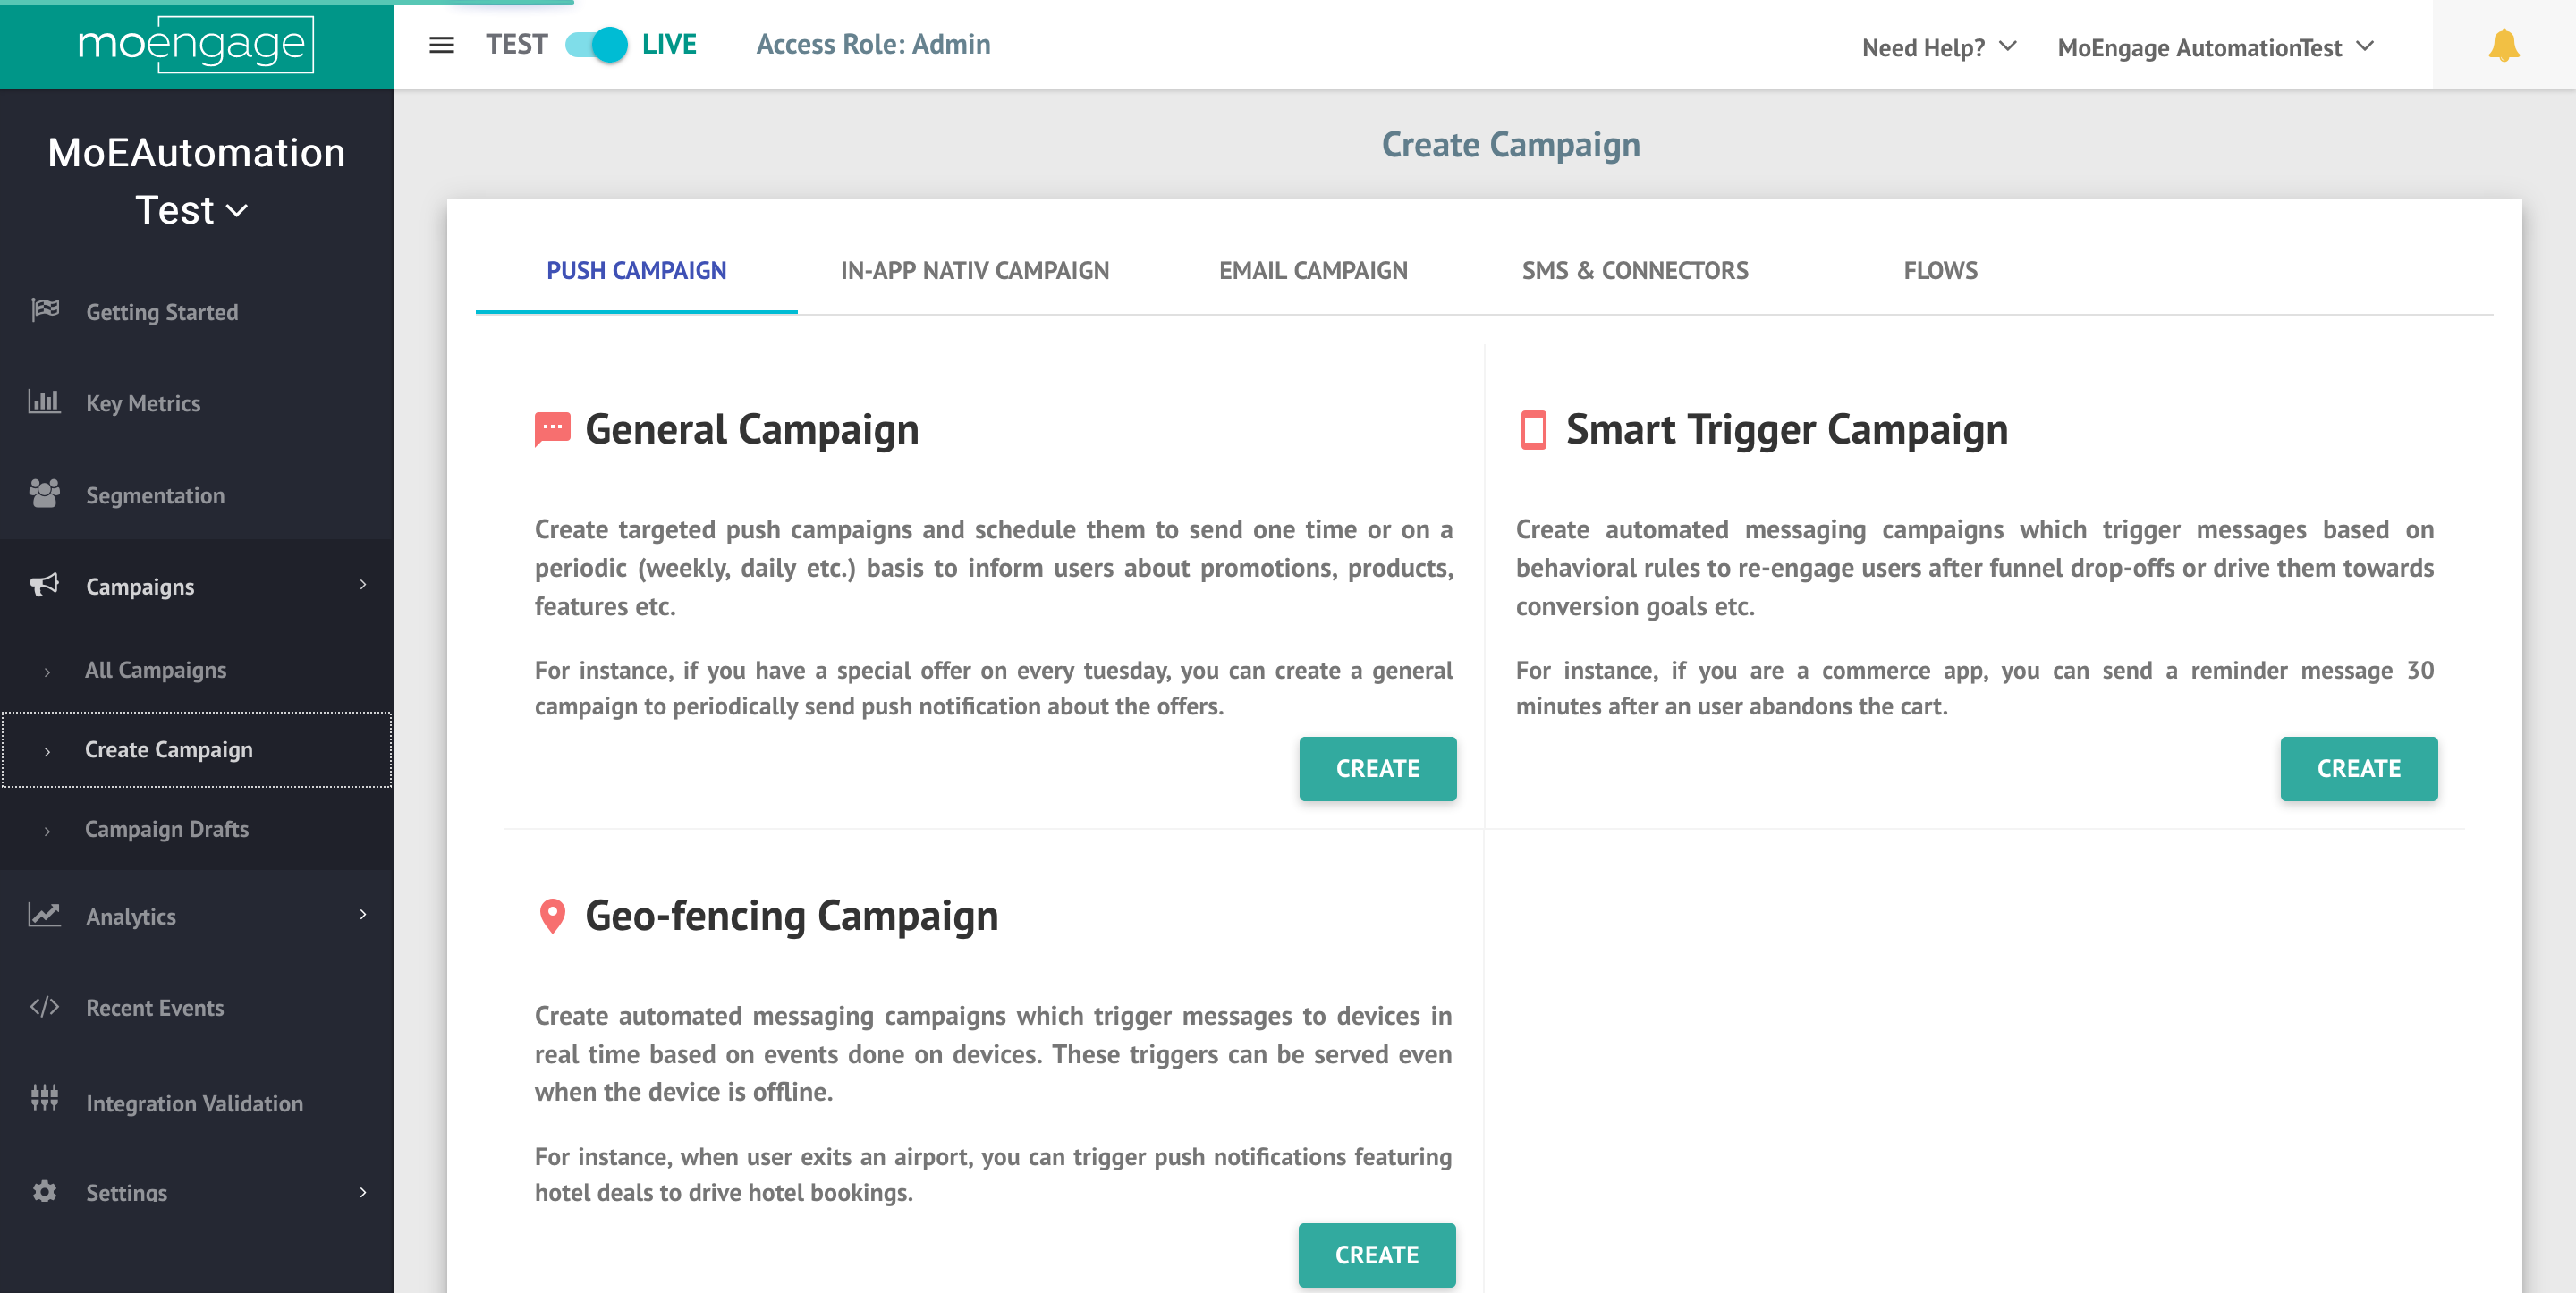 moengage
TEST LIVE Access Role: Admin Need Help? MoEngage AutomationTest
MoEAutomation
Test
Getting Started
Key Metrics
Segmentation
Campaigns
All Campaigns
Create Campaign
Campaign Drafts
Analytics
Recent Events
Integration Validation
Settings
Create Campaign
PUSH CAMPAIGN IN-APP NATIV CAMPAIGN EMAIL CAMPAIGN SMS & CONNECTORS FLOWS
General Campaign
Create targeted push campaigns and schedule them to send one time or on a
periodic (weekly, daily etc.) basis to inform users about promotions, products,
features etc.
For instance, if you have a special offer on every tuesday, you can create a general
campaign to periodically send push notification about the offers.
CREATE
Smart Trigger Campaign
Create automated messaging campaigns which trigger messages based on
behavioral rules to re-engage users after funnel drop-offs or drive them towards
conversion goals etc.
For instance, if you are a commerce app, you can send a reminder message 30
minutes after an user abandons the cart.
CREATE
Geo-fencing Campaign
Create automated messaging campaigns which trigger messages to devices in
real time based on events done on devices. These triggers can be served even
when the device is offline.
For instance, when user exits an airport, you can trigger push notifications featuring
hotel deals to drive hotel bookings.
CREATE